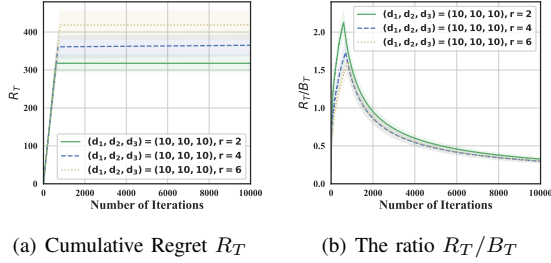 400
300
200
100
0
R_T
(d₁, d₂, d₃) = (10, 10, 10), r = 2
(d₁, d₂, d₃) = (10, 10, 10), r = 4
(d₁, d₂, d₃) = (10, 10, 10), r = 6
0 2000 4000 6000 8000 10000
Number of Iterations
(a) Cumulative Regret R_T
2.0
1.5
1.0
0.5
0.0
R_T/B_T
(d₁, d₂, d₃) = (10, 10, 10), r = 2
(d₁, d₂, d₃) = (10, 10, 10), r = 4
(d₁, d₂, d₃) = (10, 10, 10), r = 6
0 2000 4000 6000 8000 10000
Number of Iterations
(b) The ratio R_T/B_T